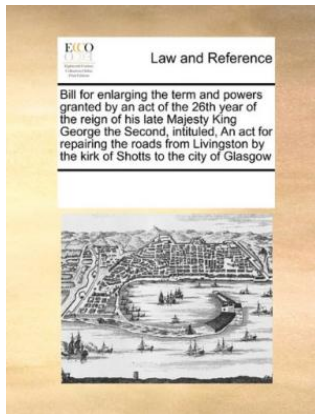 ECCO
Law and Reference
Bill for enlarging the term and powers
granted by an act of the 26th year of
the reign of his late Majesty King
George the Second, intituled, An act for
repairing the roads from Livingston by
the kirk of Shotts to the city of Glasgow